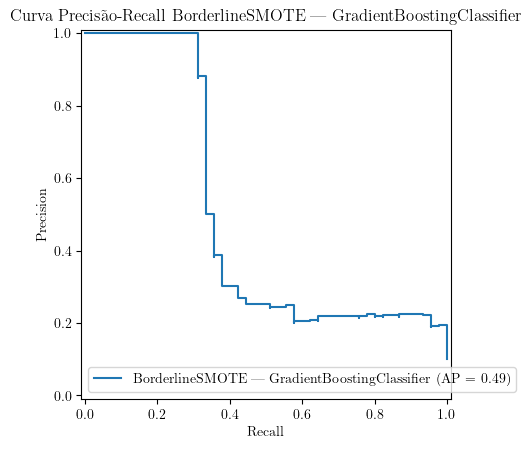 Curva Precisão-Recall BorderlineSMOTE — GradientBoostingClassifier
1.0
0.8
0.6
0.4
0.2
0.0
Precision
BorderlineSMOTE — GradientBoostingClassifier (AP = 0.49)
0.0 0.2 0.4 0.6 0.8 1.0
Recall